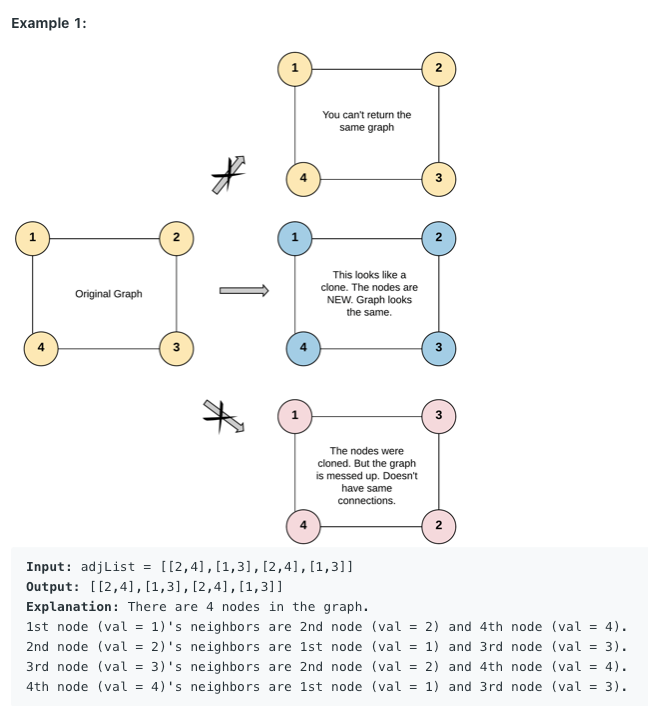 Example 1:
1
2
You can't return the
same graph
4
3
1
2
Original Graph
4
3
1
2
This looks like a
clone. The nodes are
NEW. Graph looks
the same.
4
3
1
3
The nodes were
cloned. But the graph
is messed up. Doesn't
have same
connections.
4
2
Input: adjList = [[2,4],[1,3],[2,4],[1,3]]
Output: [[2,4],[1,3],[2,4],[1,3]]
Explanation: There are 4 nodes in the graph.
1st node (val = 1)'s neighbors are 2nd node (val = 2) and 4th node (val = 4).
2nd node (val = 2)'s neighbors are 1st node (val = 1) and 3rd node (val = 3).
3rd node (val = 3)'s neighbors are 2nd node (val = 2) and 4th node (val = 4).
4th node (val = 4)'s neighbors are 1st node (val = 1) and 3rd node (val = 3).